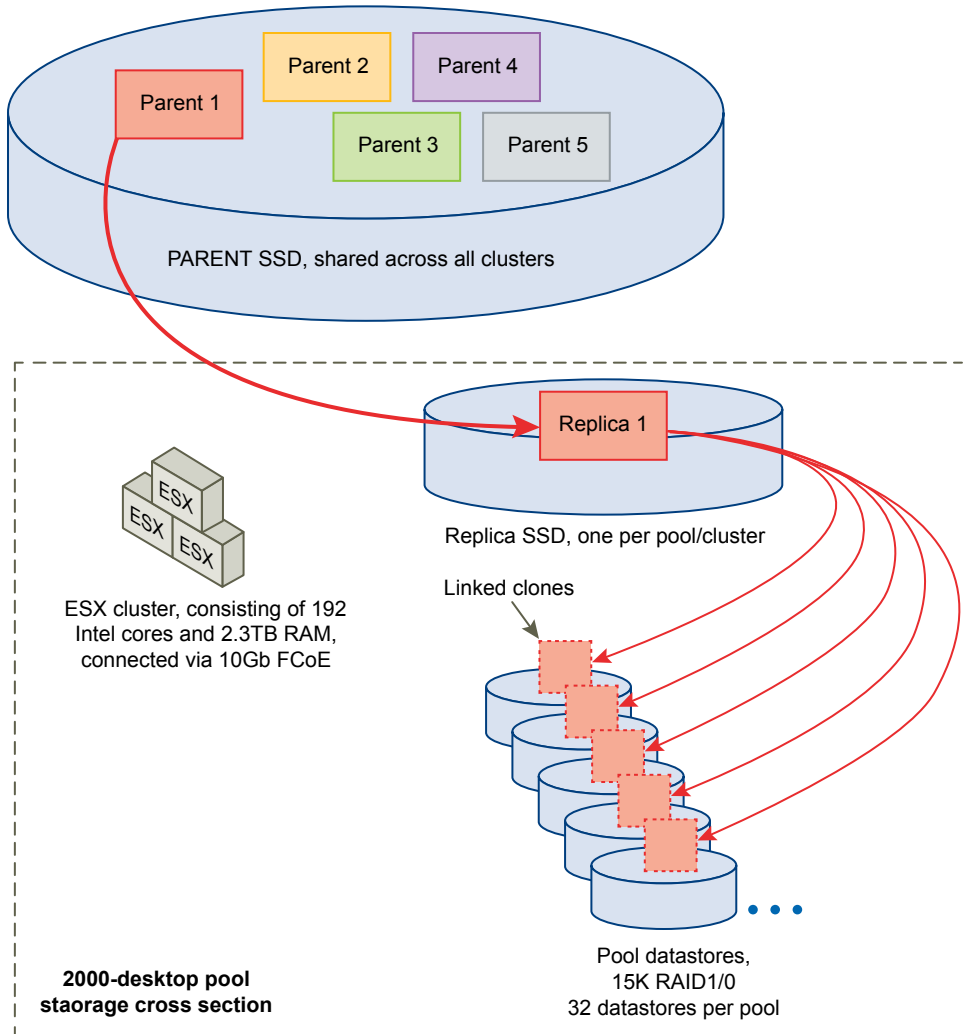 Parent 1
Parent 2
Parent 4
Parent 3
Parent 5
PARENT SSD, shared across all clusters
Replica 1
Replica SSD, one per pool/cluster
ESX
ESX
ESX
ESX cluster, consisting of 192
Intel cores and 2.3TB RAM,
connected via 10Gb FCoE
Linked clones
Pool datastores,
15K RAID1/0
32 datastores per pool
2000-desktop pool
staorage cross section